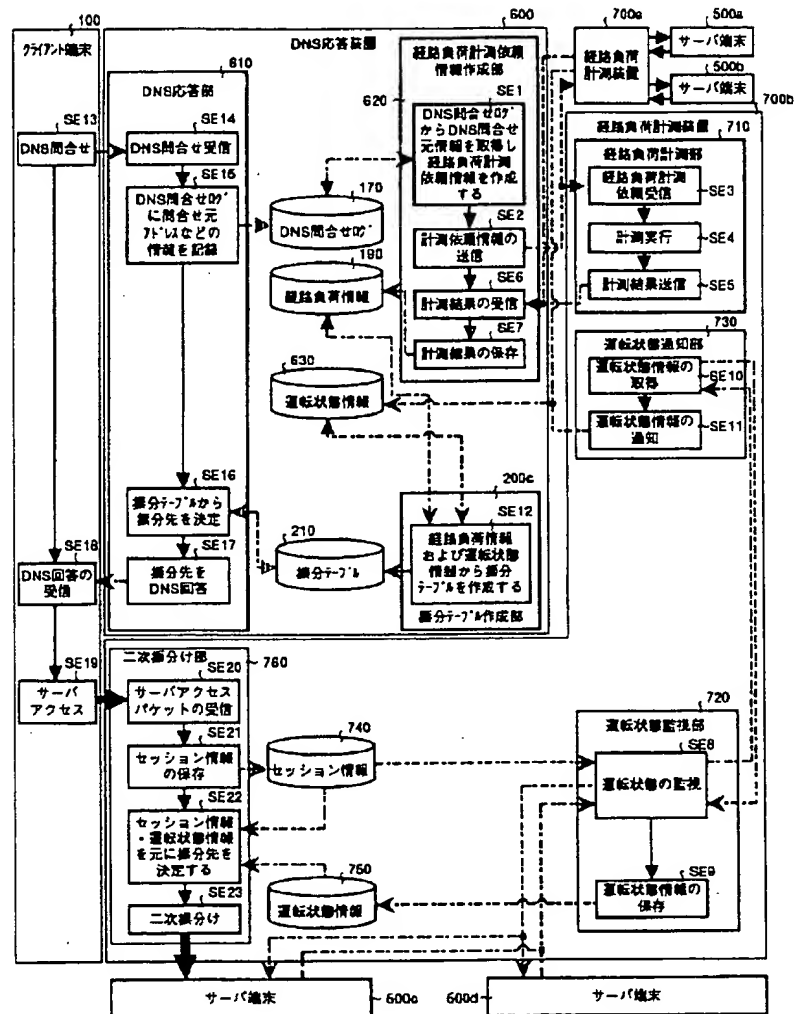 100
クライアント端末
SE13
DNS問合せ
SE18
DNS回答の
受信
SE19
サーバ
アクセス
600
DNS応答装置
610
DNS応答部
SE14
DNS問合せ受信
SE15
DNS問合せログ
に問合せ元
アドレスなどの
情報を記録
SE16
振分テーブルから
振分先を決定
SE17
振分先を
DNS回答
170
DNS問合せログ
190
経路負荷情報
630
運転状態情報
210
振分テーブル
経路負荷計測依頼
情報作成部
620
SE1
DNS問合せログ
からDNS問合せ
元情報を取得し
経路負荷計測
依頼情報を作成
する
SE2
計測依頼情報の
送信
SE6
計測結果の受信
SE7
計測結果の保存
200c
SE12
経路負荷情報
および運転状態
情報から振分
テーブルを作成する
振分テーブル作成部
700a
経路負荷
計測装置
500a
サーバ端末
500b
サーバ端末
700b
経路負荷計測装置
710
経路負荷計測部
経路負荷計測
依頼受信
SE3
計測実行
SE4
計測結果送信
SE5
730
運転状態通知部
運転状態情報の
取得
SE10
運転状態情報の
通知
SE11
二次振分け部
760
SE20
サーバアクセス
パケットの受信
SE21
セッション情報
の保存
SE22
セッション情報
・運転状態情報
を元に振分先を
決定する
SE23
二次振分け
740
セッション情報
750
運転状態情報
720
運転状態監視部
SE8
運転状態の監視
SE9
運転状態情報の
保存
サーバ端末
600c
600d
サーバ端末